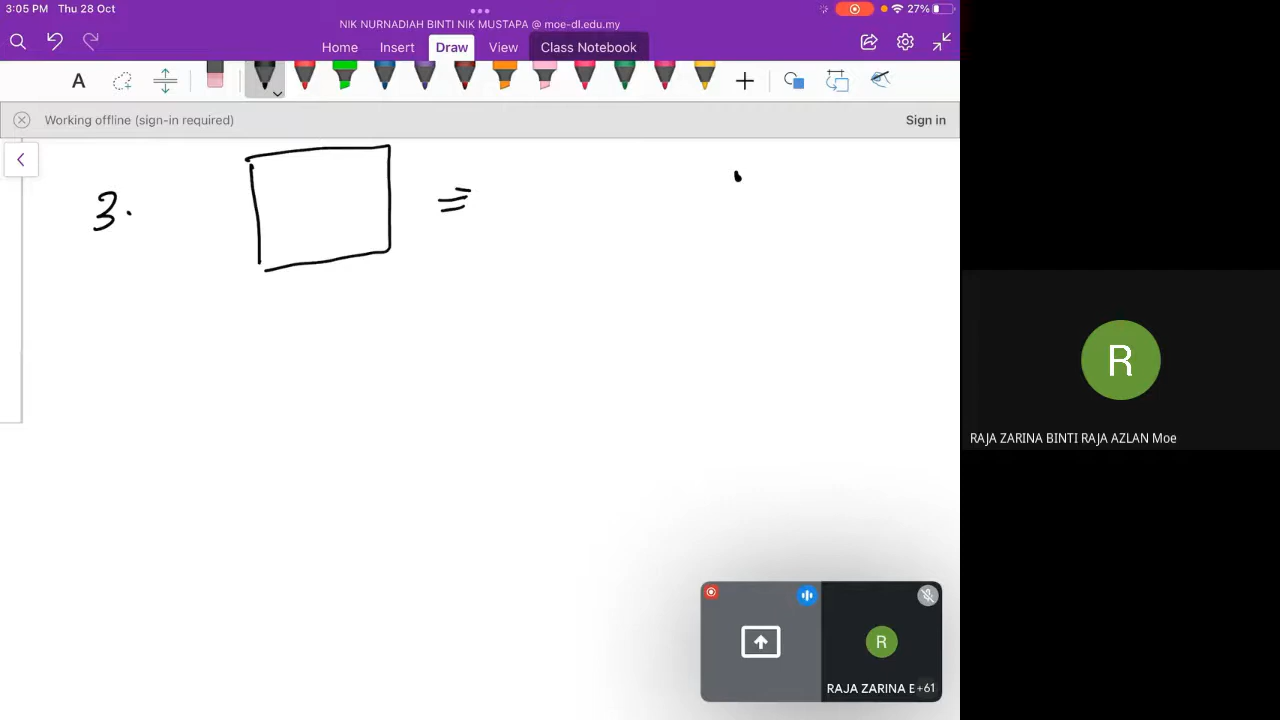 3:05 PM Thu 28 Oct
27%
NIK NURNADIAH BINTI NIK MUSTAPA @ moe-dl.edu.my
Home Insert Draw View Class Notebook
A
Working offline (sign-in required) Sign in
3. =
R
RAJA ZARINA BINTI RAJA AZLAN Moe
R
RAJA ZARINA B +61